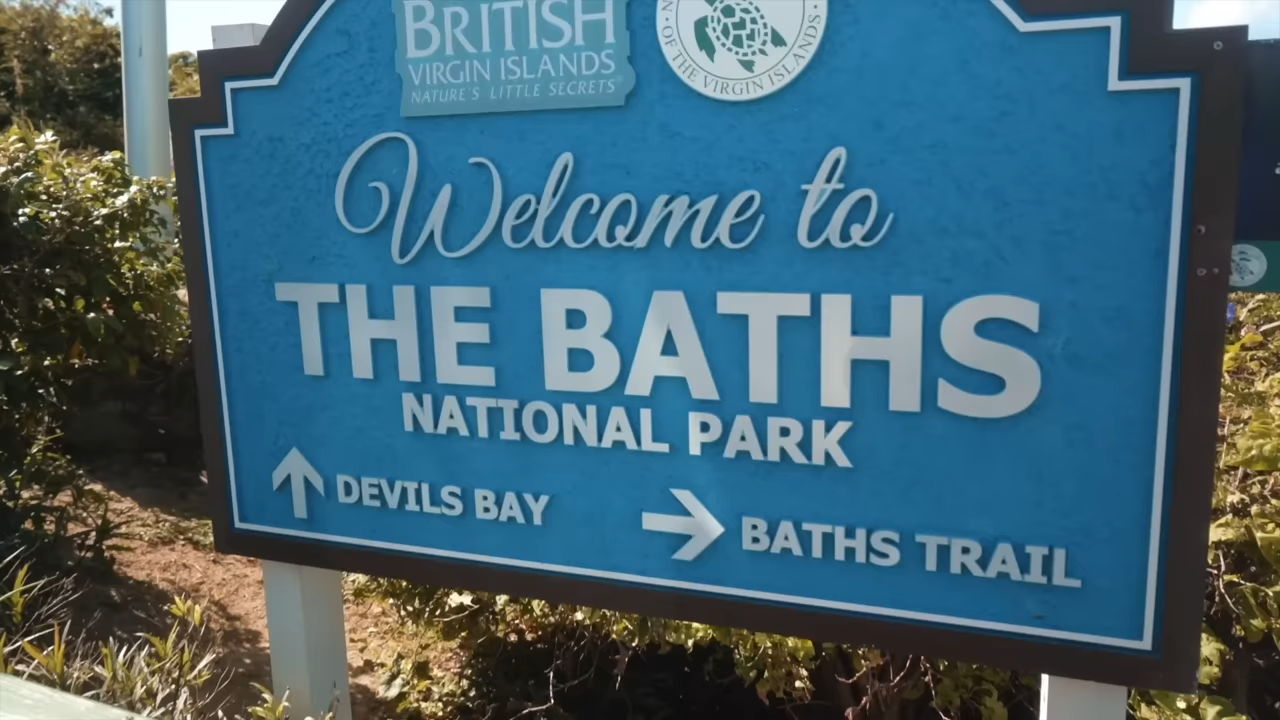 BRITISH
VIRGIN ISLANDS
NATURE'S LITTLE SECRETS
OF THE VIRGIN ISLANDS
Welcome to
THE BATHS
NATIONAL PARK
DEVILS BAY
BATHS TRAIL